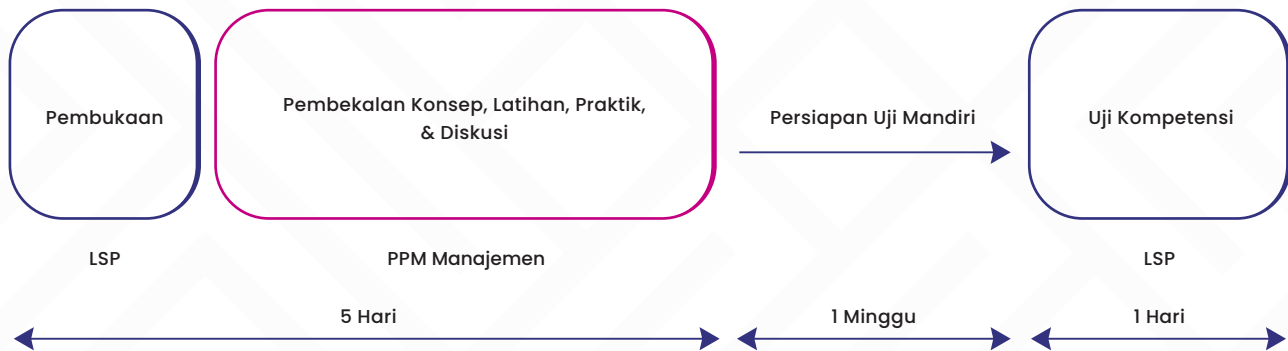 Pembukaan
Pembekalan Konsep, Latihan, Praktik,
& Diskusi
Persiapan Uji Mandiri
Uji Kompetensi
LSP
PPM Manajemen
LSP
5 Hari
1 Minggu
1 Hari